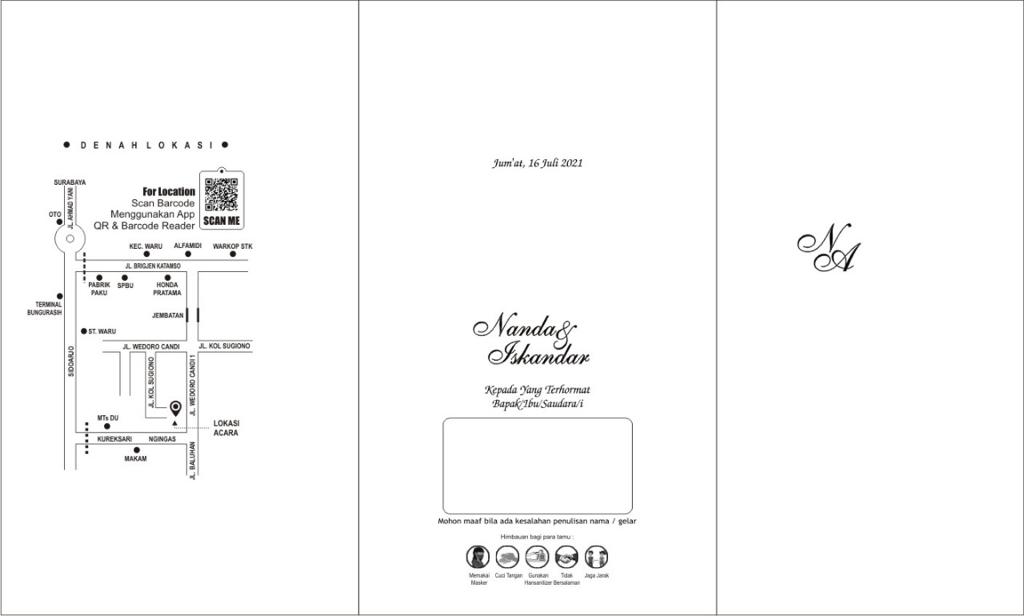 DENAH LOKASI
SURABAYA
JL. AHMAD YANI
OTO
For Location
Scan Barcode
Menggunakan App
QR & Barcode Reader
SCAN ME
KEC. WARU
ALFAMIDI
WARKOP STK
JL. BRIGJEN KATAMSO
PABRIK
PAKU
SPBU
HONDA
PRATAMA
TERMINAL
BUNGURASIH
JEMBATAN
ST. WARU
JL. WEDORO CANDI
JL. KOL SUGIONO
SIDOARJO
JL. KOL SUGIONO
JL. WEDORO CANDI 1
MTs DU
LOKASI
ACARA
KUREKSARI
NGINGAS
MAKAM
JL. BALUHAN
Jum'at, 16 Juli 2021
Nanda &
Iskandar
Kepada Yang Terhormat
Bapak/Ibu/Saudara/i
Mohon maaf bila ada kesalahan penulisan nama / gelar
Himbauan bagi para tamu :
Memakai
Masker
Cuci Tangan
Gunakan
Hansanitizer
Tidak
Bersalaman
Jaga Jarak
N
A